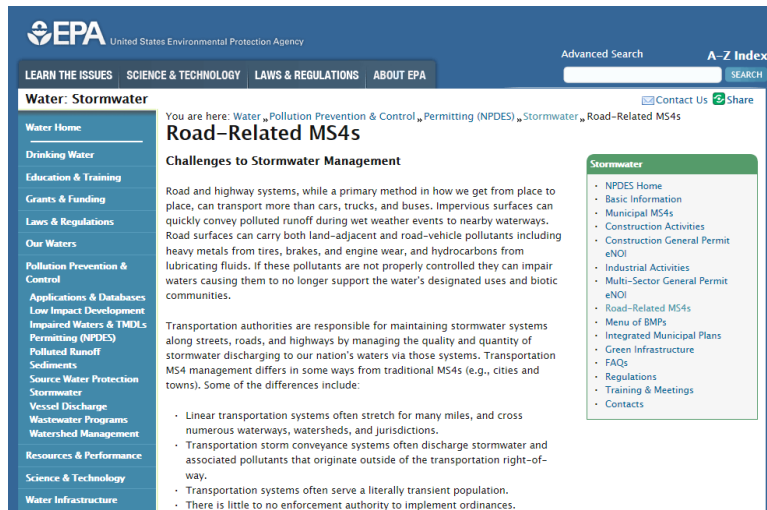 EPA United States Environmental Protection Agency
Advanced Search
A–Z Index
LEARN THE ISSUES SCIENCE & TECHNOLOGY LAWS & REGULATIONS ABOUT EPA
SEARCH
Water: Stormwater
Contact Us Share
You are here: Water » Pollution Prevention & Control » Permitting (NPDES) » Stormwater » Road-Related MS4s
Water Home
Drinking Water
Education & Training
Grants & Funding
Laws & Regulations
Our Waters
Pollution Prevention &
Control
Applications & Databases
Low Impact Development
Impaired Waters & TMDLs
Permitting (NPDES)
Polluted Runoff
Sediments
Source Water Protection
Stormwater
Vessel Discharge
Wastewater Programs
Watershed Management
Resources & Performance
Science & Technology
Water Infrastructure
Road-Related MS4s
Challenges to Stormwater Management
Road and highway systems, while a primary method in how we get from place to
place, can transport more than cars, trucks, and buses. Impervious surfaces can
quickly convey polluted runoff during wet weather events to nearby waterways.
Road surfaces can carry both land-adjacent and road-vehicle pollutants including
heavy metals from tires, brakes, and engine wear, and hydrocarbons from
lubricating fluids. If these pollutants are not properly controlled they can impair
waters causing them to no longer support the water's designated uses and biotic
communities.
Transportation authorities are responsible for maintaining stormwater systems
along streets, roads, and highways by managing the quality and quantity of
stormwater discharging to our nation's waters via those systems. Transportation
MS4 management differs in some ways from traditional MS4s (e.g., cities and
towns). Some of the differences include:
· Linear transportation systems often stretch for many miles, and cross
numerous waterways, watersheds, and jurisdictions.
· Transportation storm conveyance systems often discharge stormwater and
associated pollutants that originate outside of the transportation right-of-
way.
· Transportation systems often serve a literally transient population.
· There is little to no enforcement authority to implement ordinances.
Stormwater
· NPDES Home
· Basic Information
· Municipal MS4s
· Construction Activities
· Construction General Permit
eNOI
· Industrial Activities
· Multi-Sector General Permit
eNOI
· Road-Related MS4s
· Menu of BMPs
· Integrated Municipal Plans
· Green Infrastructure
· FAQs
· Regulations
· Training & Meetings
· Contacts